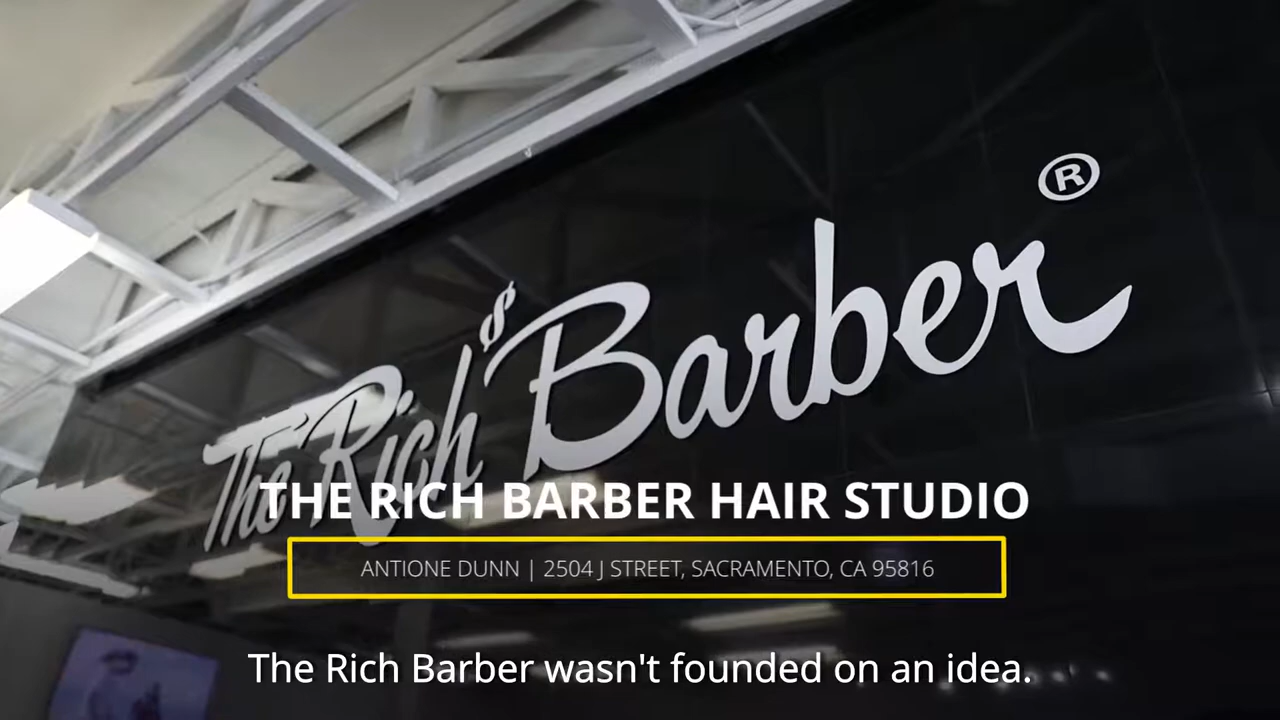 The Rich $ Barber ®
THE RICH BARBER HAIR STUDIO
ANTIONE DUNN | 2504 J STREET, SACRAMENTO, CA 95816
The Rich Barber wasn't founded on an idea.